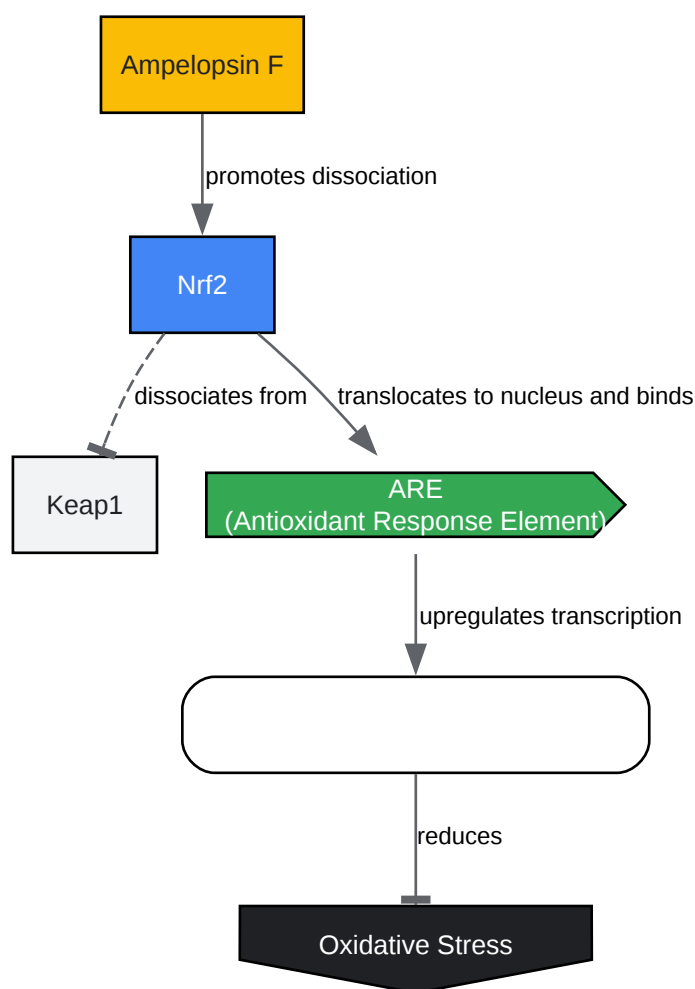 Ampelopsin F
promotes dissociation
Nrf2
dissociates from
translocates to nucleus and binds
Keap1
ARE
(Antioxidant Response Element)
upregulates transcription
reduces
Oxidative Stress